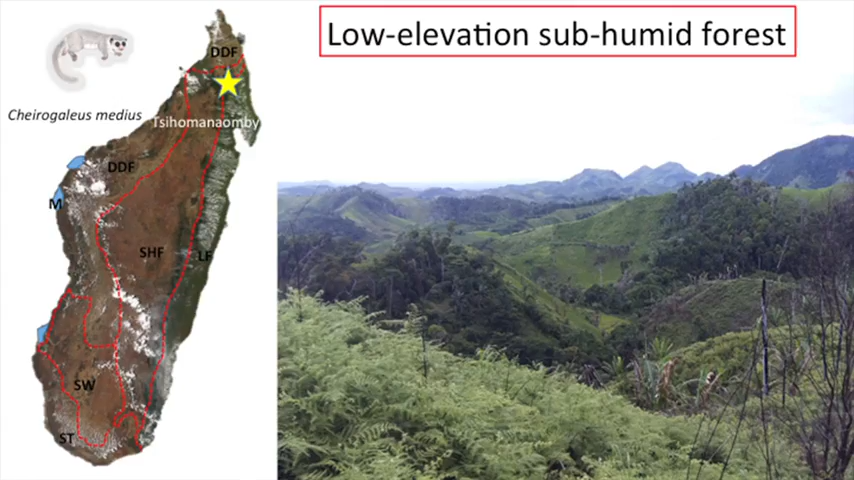 Low-elevation sub-humid forest
DDF
Cheirogaleus medius
Tsihomanaomby
DDF
M
SHF
LF
SW
ST